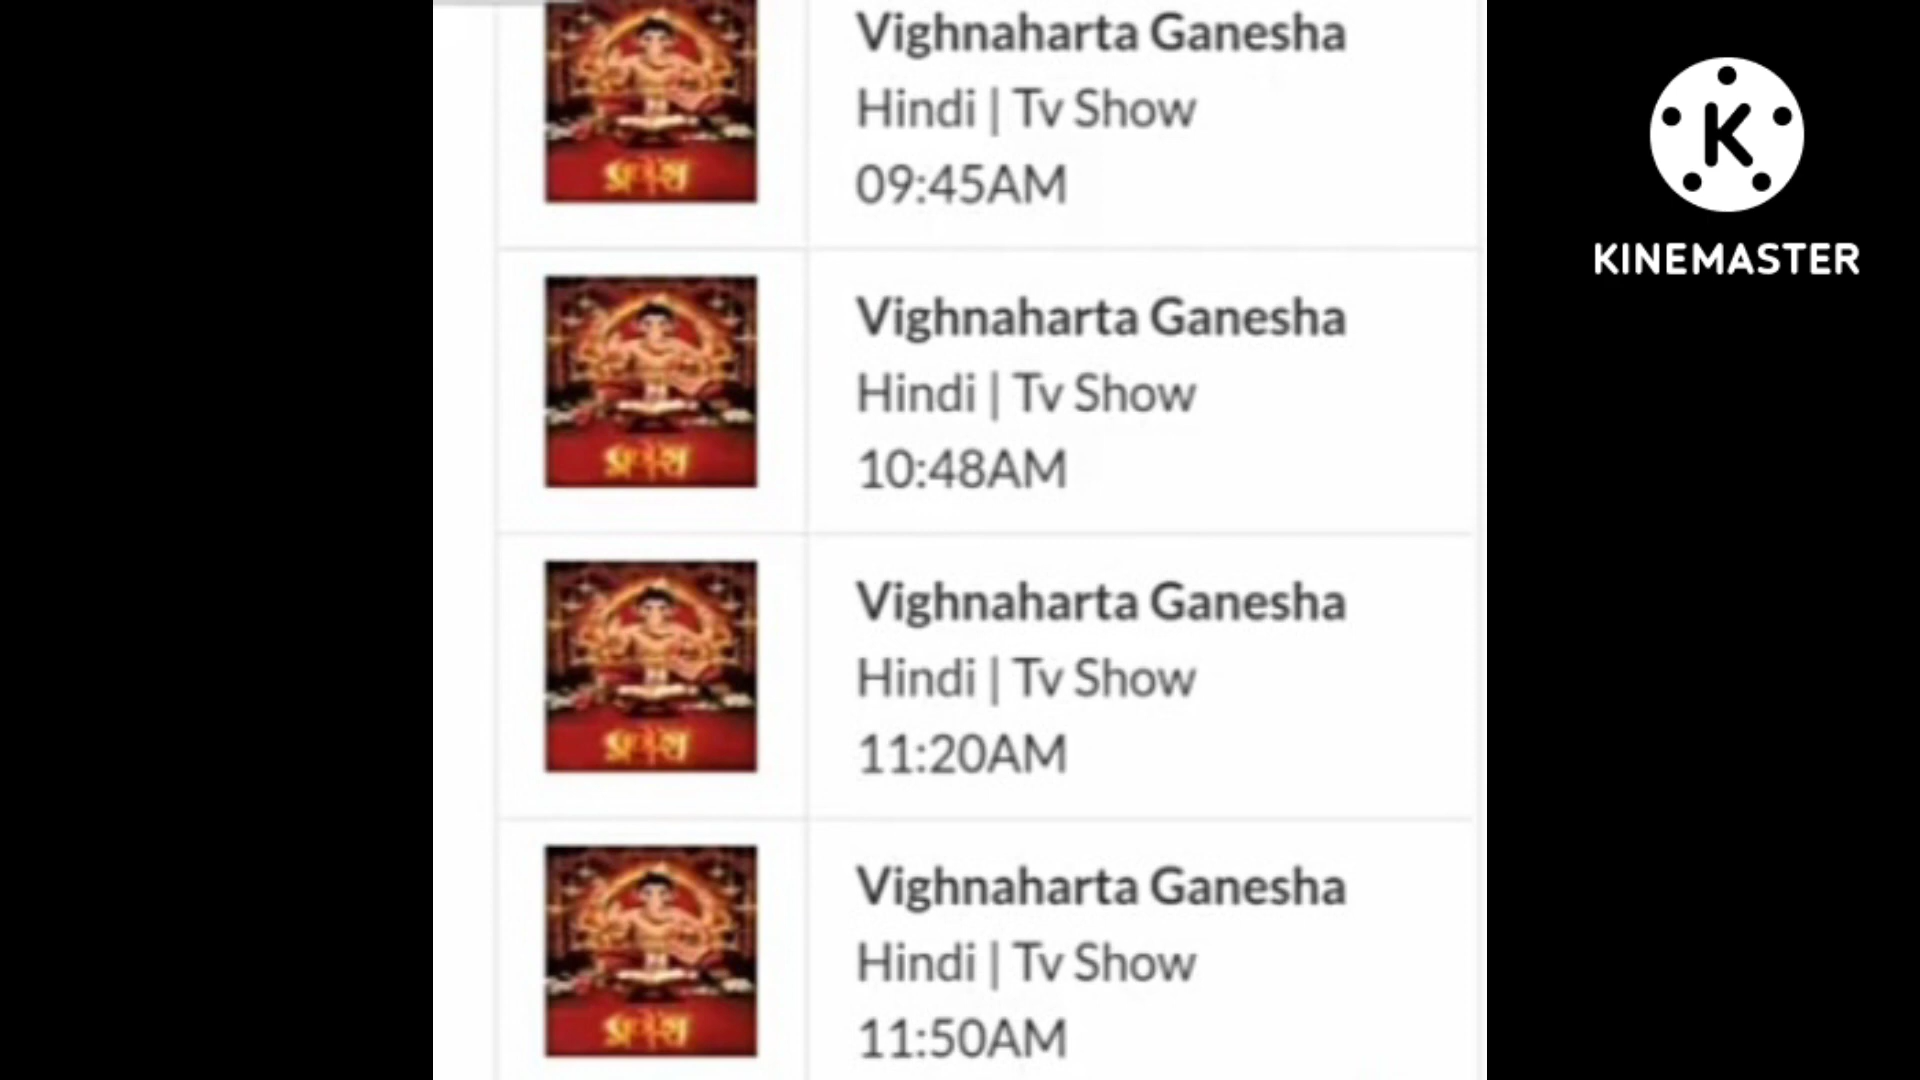 Vighnaharta Ganesha
Hindi | Tv Show
09:45AM
Vighnaharta Ganesha
Hindi | Tv Show
10:48AM
Vighnaharta Ganesha
Hindi | Tv Show
11:20AM
Vighnaharta Ganesha
Hindi | Tv Show
11:50AM
K
KINEMASTER